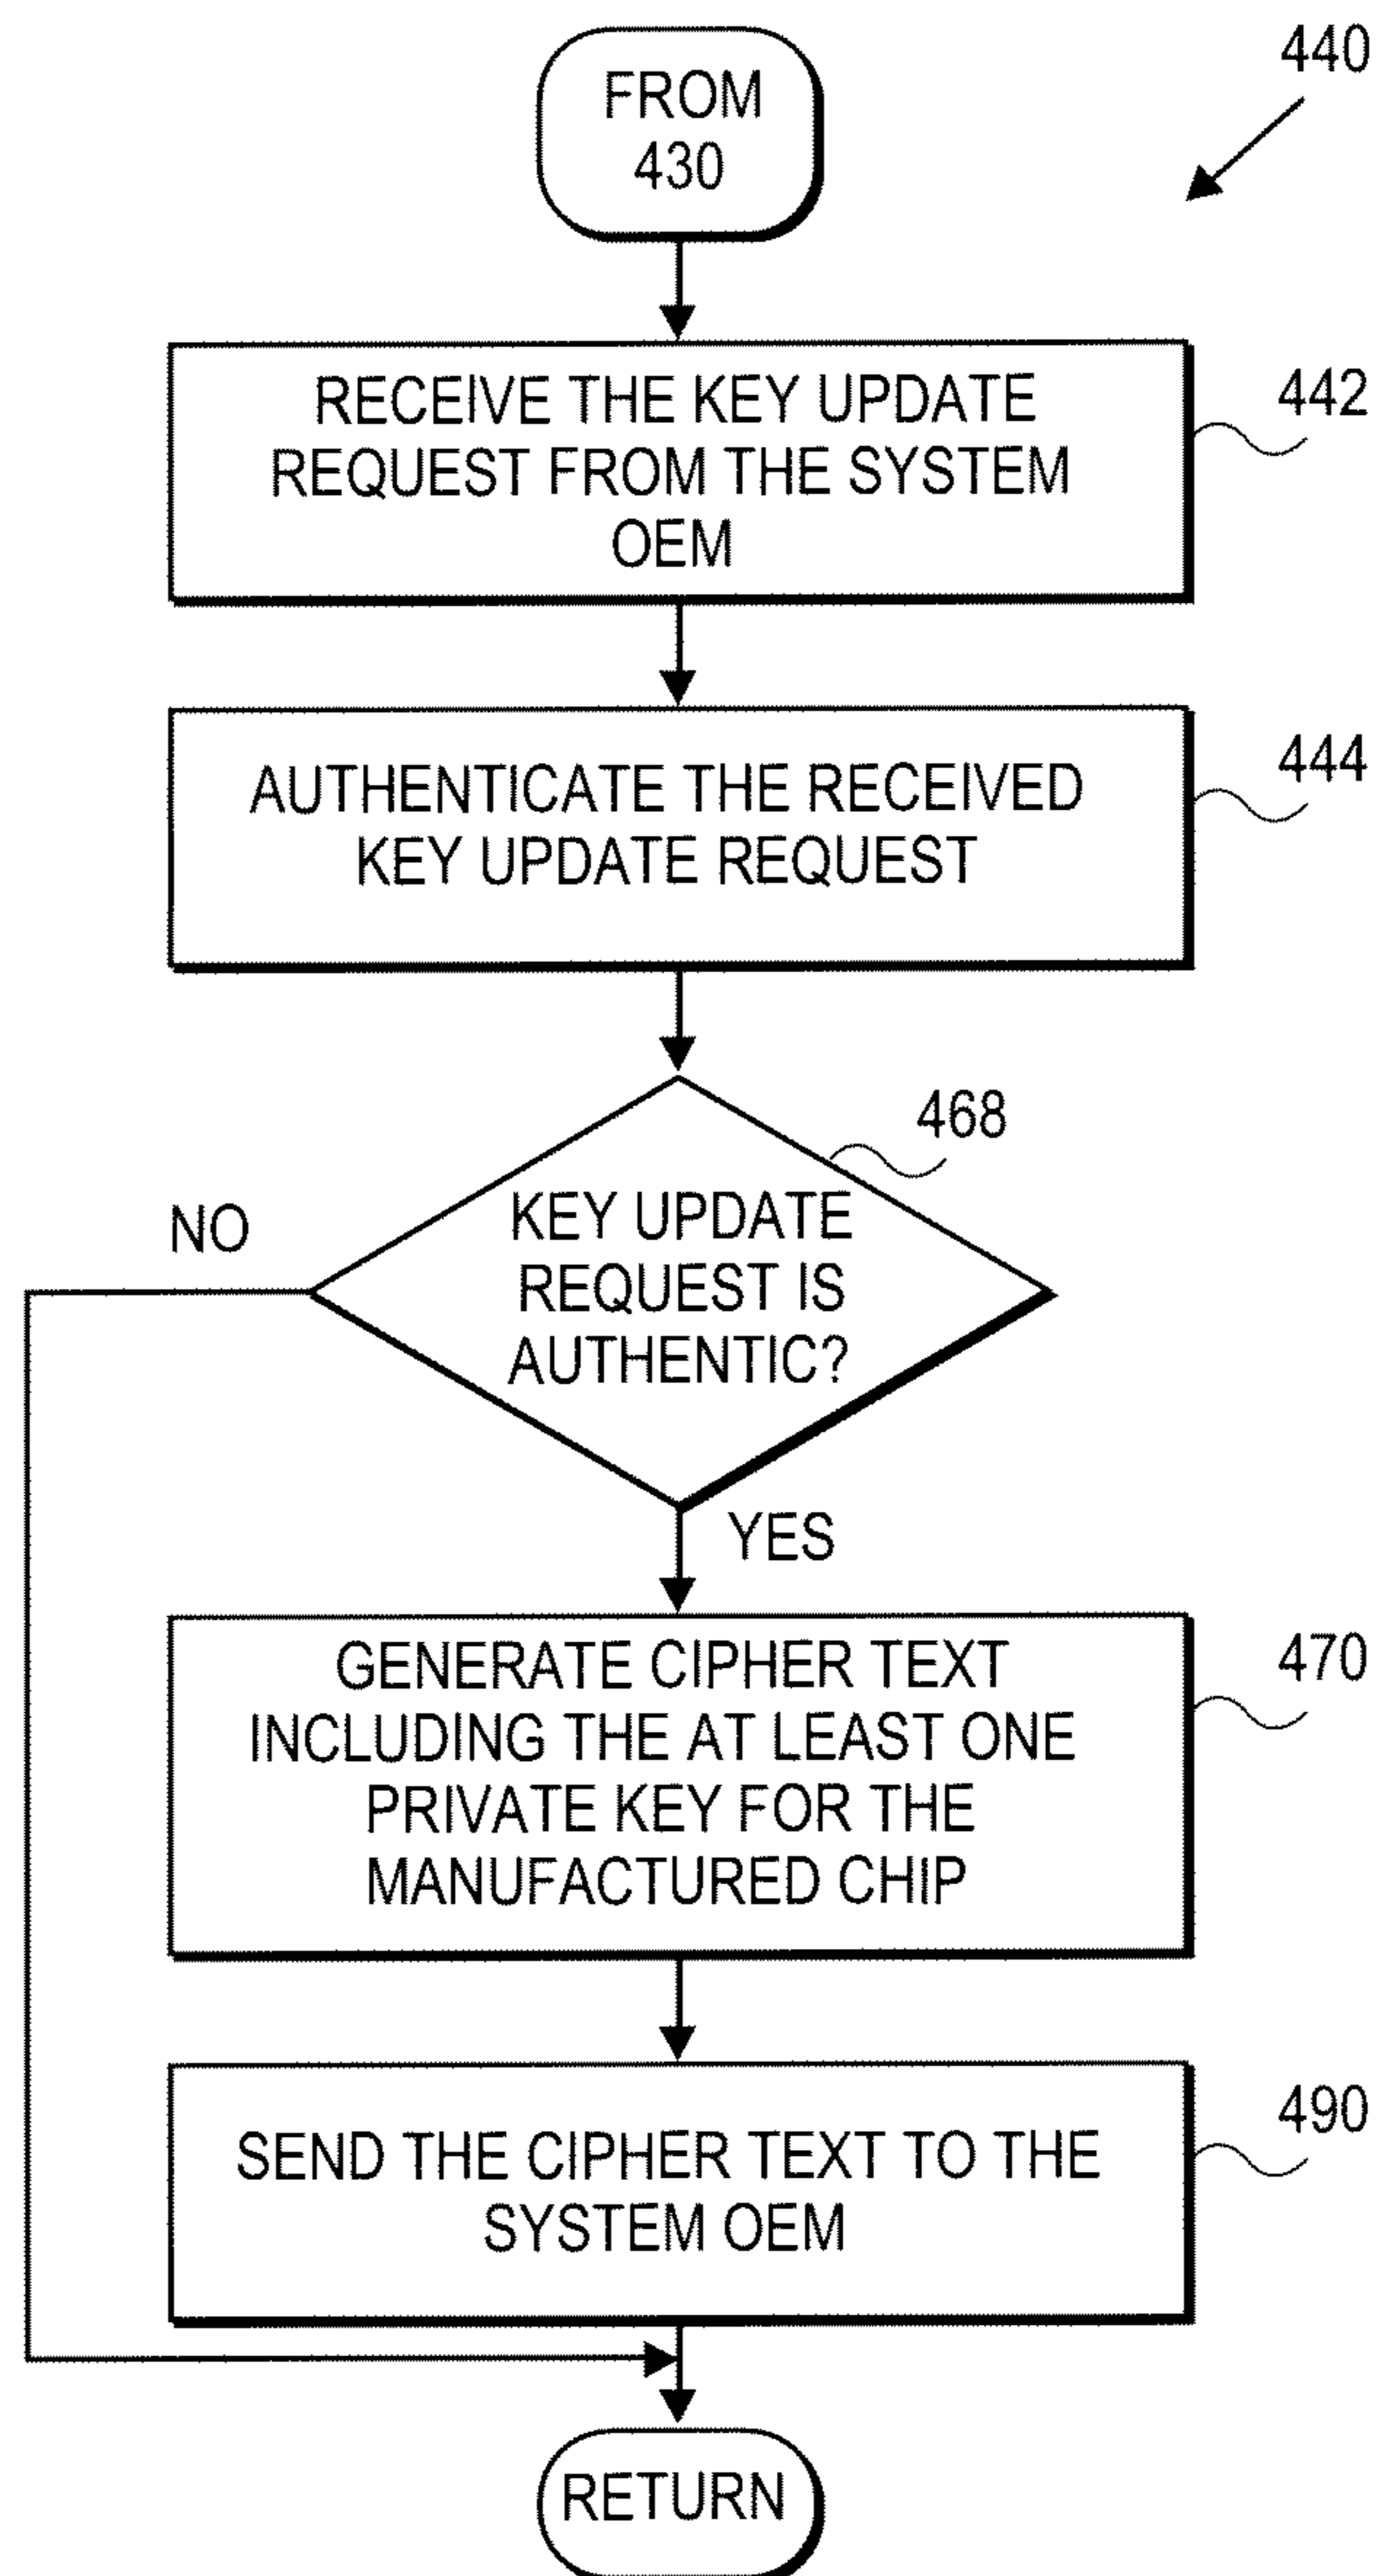 FROM
430
440
RECEIVE THE KEY UPDATE
REQUEST FROM THE SYSTEM
OEM
442
AUTHENTICATE THE RECEIVED
KEY UPDATE REQUEST
444
468
NO
KEY UPDATE
REQUEST IS
AUTHENTIC?
YES
GENERATE CIPHER TEXT
INCLUDING THE AT LEAST ONE
PRIVATE KEY FOR THE
MANUFACTURED CHIP
470
SEND THE CIPHER TEXT TO THE
SYSTEM OEM
490
RETURN